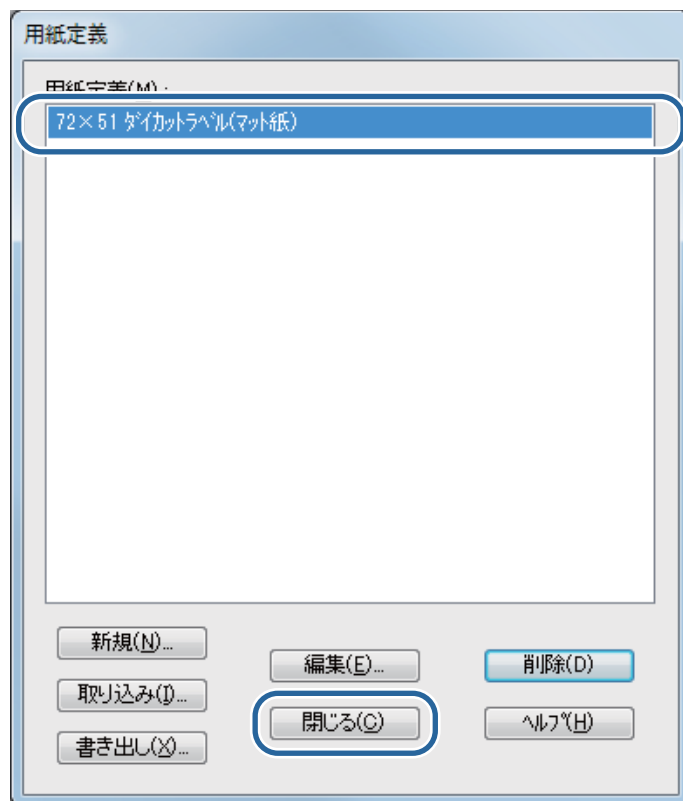 用紙定義
用紙定義(M):
72×51 ﾀﾞｲｶｯﾄﾗﾍﾞﾙ(ﾏｯﾄ紙)
新規(N)...
編集(E)...
削除(D)
取り込み(I)...
閉じる(C)
ﾍﾙﾌﾟ(H)
書き出し(X)...